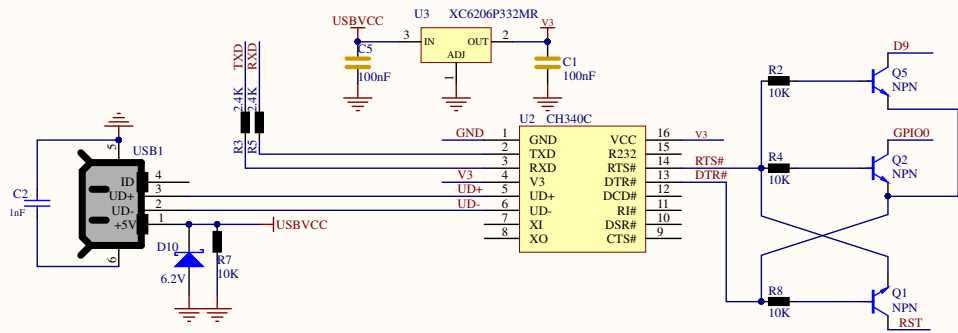 USBVCC
U3 XC6206P332MR
V3
3 IN OUT 2
ADJ
1
C5
100nF
C1
100nF
TXD
RXD
2.4K
2.4K
R3
R5
D9
Q5
NPN
R2
10K
U2 CH340C
GND 1 GND VCC 16 V3
2 TXD R232 15
3 RXD RTS# 14 RTS#
V3 4 V3 DTR# 13 DTR#
UD+ 5 UD+ DCD# 12
UD- 6 UD- RI# 11
7 XI DSR# 10
8 XO CTS# 9
GPIO0
Q2
NPN
R4
10K
5
USB1
ID 4
UD+ 3
UD- 2
+5V 1
6
C2
1nF
USBVCC
D10
6.2V
R7
10K
R8
10K
Q1
NPN
RST